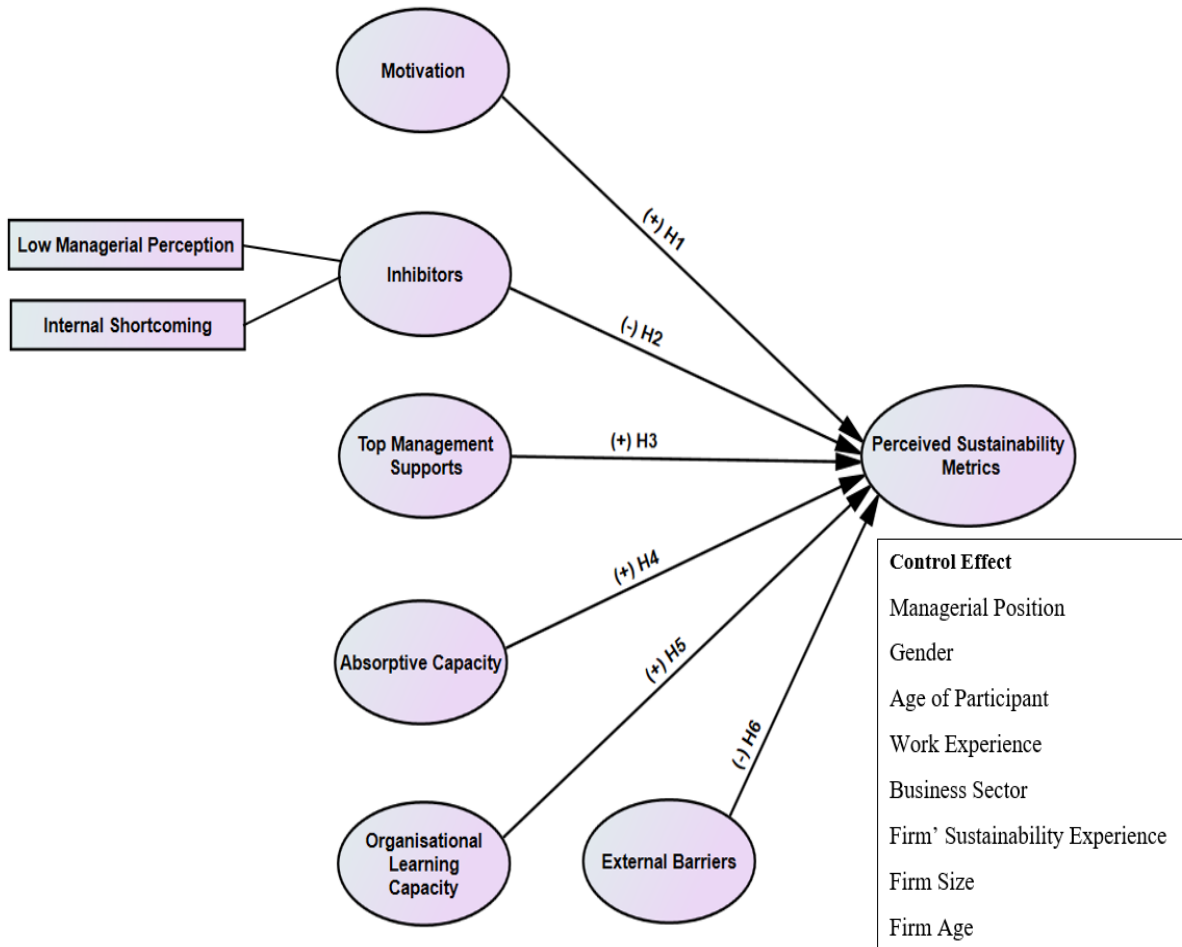 Motivation
(+) H1
Low Managerial Perception
Inhibitors
Internal Shortcoming
(-) H2
Top Management
Supports
(+) H3
Perceived Sustainability
Metrics
(+) H4
Absorptive Capacity
(+) H5
(-) H6
Organisational
Learning
Capacity
External Barriers
Control Effect
Managerial Position
Gender
Age of Participant
Work Experience
Business Sector
Firm' Sustainability Experience
Firm Size
Firm Age